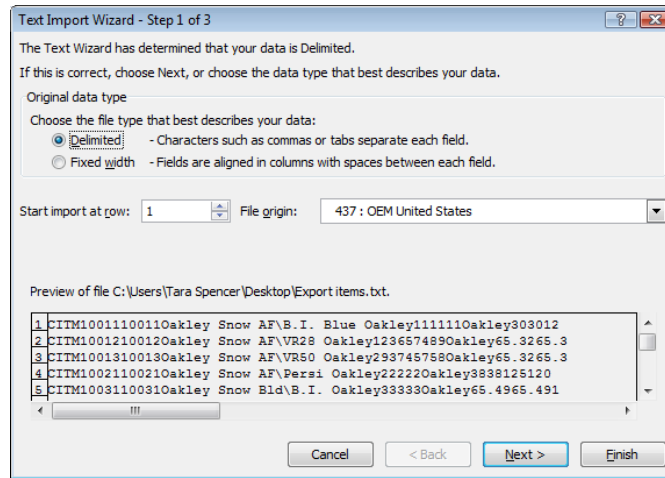 Text Import Wizard - Step 1 of 3
The Text Wizard has determined that your data is Delimited.
If this is correct, choose Next, or choose the data type that best describes your data.
Original data type
Choose the file type that best describes your data:
Delimited - Characters such as commas or tabs separate each field.
Fixed width - Fields are aligned in columns with spaces between each field.
Start import at row: 1 File origin: 437 : OEM United States
Preview of file C:\Users\Tara Spencer\Desktop\Export items.txt.
1 CITM1001110011Oakley Snow AF\B.I. Blue Oakley111111Oakley303012
2 CITM1001210012Oakley Snow AF\VR28 Oakley123657489Oakley65.3265.3
3 CITM1001310013Oakley Snow AF\VR50 Oakley293745758Oakley65.3265.3
4 CITM1002110021Oakley Snow AF\Persi Oakley22222Oakley3838125120
5 CITM1003110031Oakley Snow Bld\B.I. Oakley33333Oakley65.4965.491
Cancel < Back Next > Finish